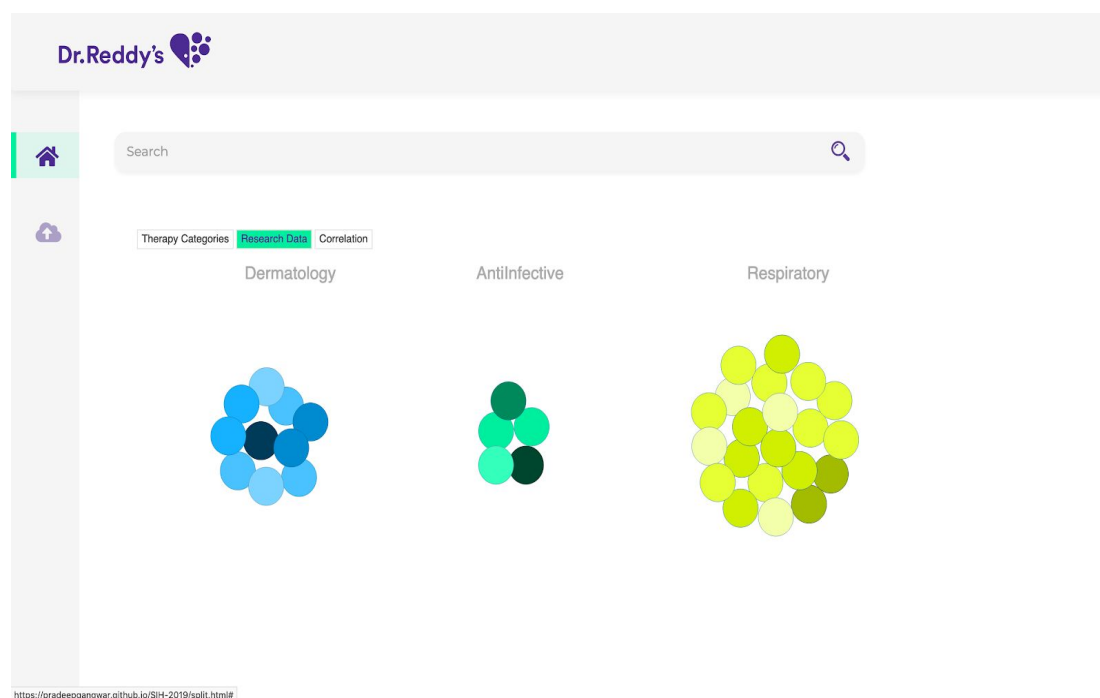 Dr.Reddy's
Search
Therapy Categories Research Data Correlation
Dermatology AntiInfective Respiratory
https://pradeepgangwar.github.io/SIH-2019/split.html#